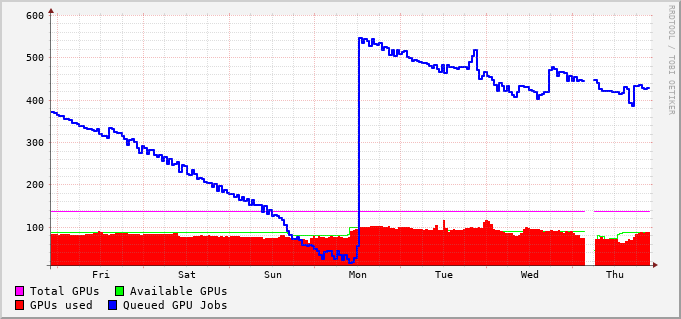 600
500
400
300
200
100
Fri Sat Sun Mon Tue Wed Thu
Total GPUs Available GPUs
GPUs used Queued GPU Jobs
RRDTOOL / TOBI OETIKER